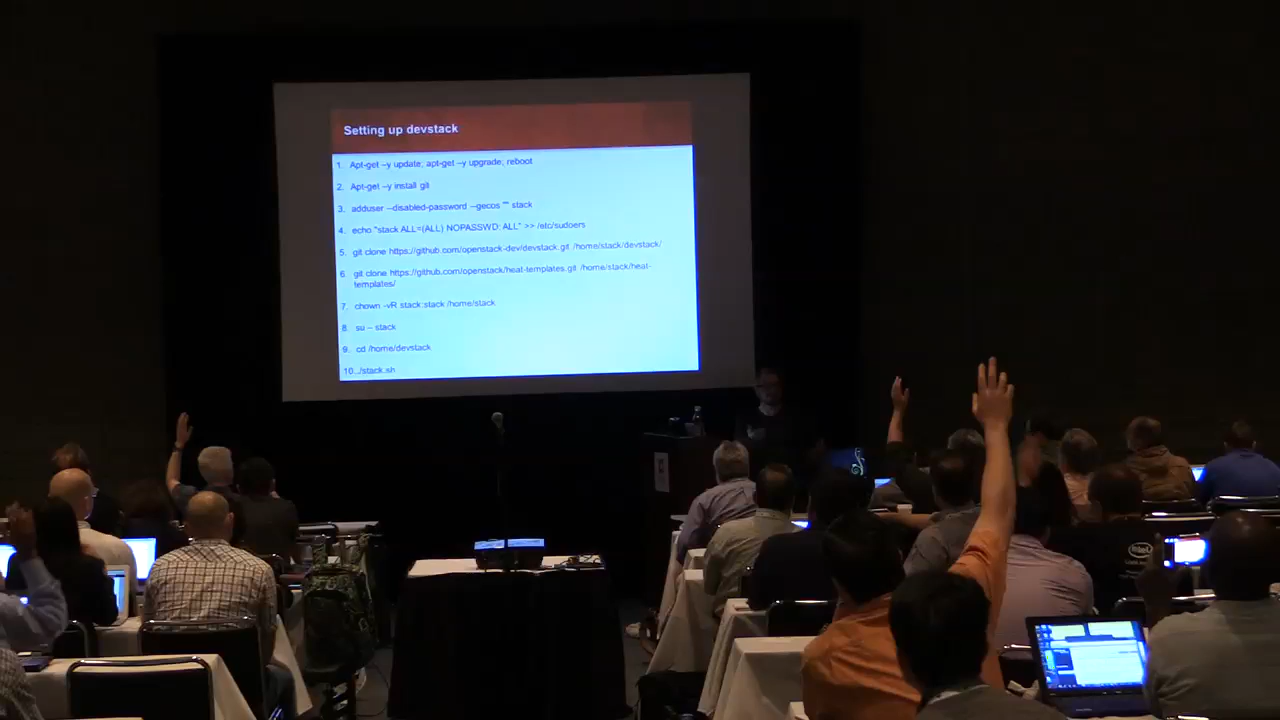 Setting up devstack
1. Apt-get –y update; apt-get –y upgrade; reboot
2. Apt-get –y install git
3. adduser --disabled-password --gecos "" stack
4. echo "stack ALL=(ALL) NOPASSWD: ALL" >> /etc/sudoers
5. git clone https://github.com/openstack-dev/devstack.git /home/stack/devstack/
6. git clone https://github.com/openstack/heat-templates.git /home/stack/heat-
templates/
7. chown -vR stack:stack /home/stack
8. su – stack
9. cd /home/devstack
10. ./stack.sh
intel